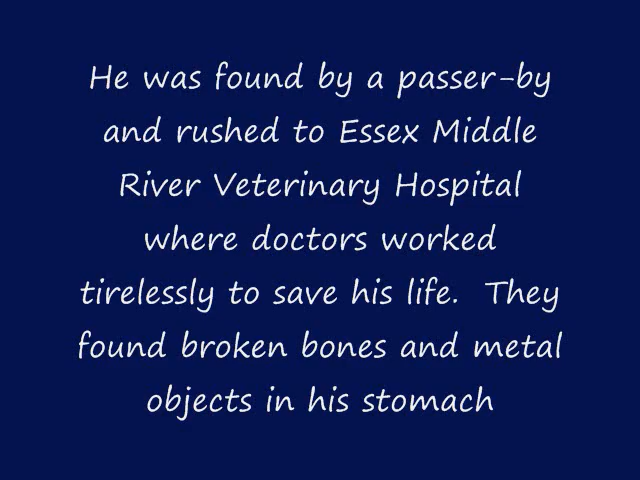 He was found by a passer-by
and rushed to Essex Middle
River Veterinary Hospital
where doctors worked
tirelessly to save his life.  They
found broken bones and metal
objects in his stomach